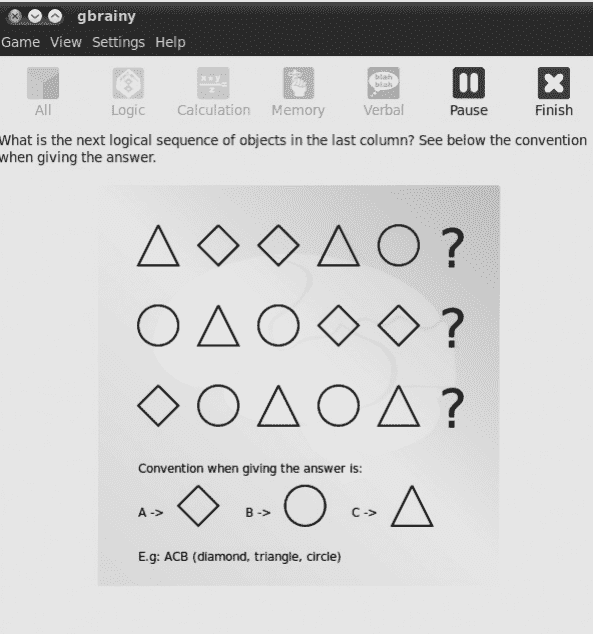 gbrainy
Game View Settings Help
All Logic Calculation Memory Verbal Pause Finish
What is the next logical sequence of objects in the last column? See below the convention
when giving the answer.
?
?
?
Convention when giving the answer is:
A -> B -> C ->
E.g: ACB (diamond, triangle, circle)